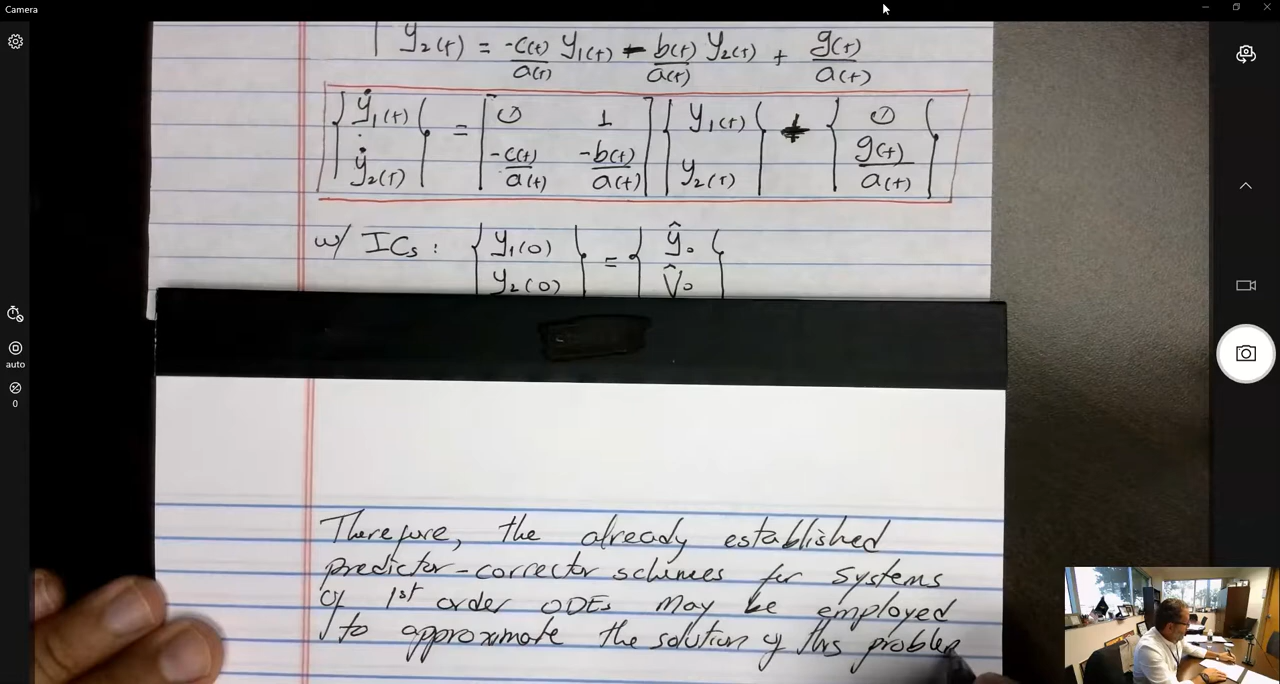 Camera
ẏ₂(t) = -c(t)/a(t) y₁(t) - b(t)/a(t) y₂(t) + g(t)/a(t)
{ẏ₁(t) ẏ₂(t)} = [0 1 -c(t)/a(t) -b(t)/a(t)] {y₁(t) y₂(t)} + {0 g(t)/a(t)}
w/ ICs : {y₁(0) y₂(0)} = {ŷ₀ V̂₀}
Therefore, the already established
predictor-corrector schemes for systems
of 1st order ODEs may be employed
to approximate the solution of this problem
auto
0